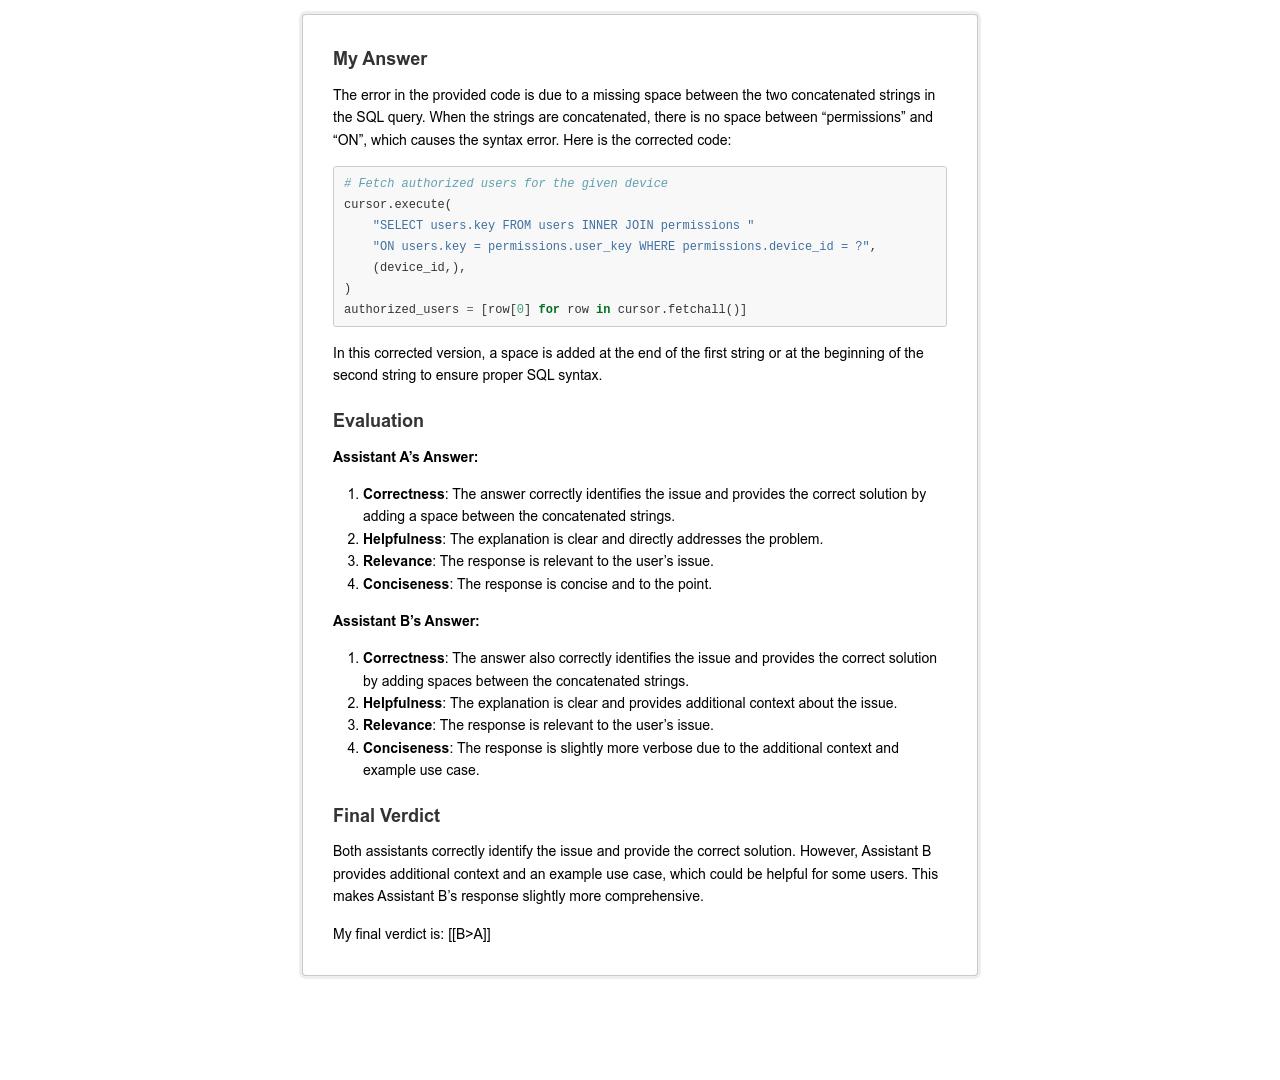 My Answer
The error in the provided code is due to a missing space between the two concatenated strings in
the SQL query. When the strings are concatenated, there is no space between “permissions” and
“ON”, which causes the syntax error. Here is the corrected code:
# Fetch authorized users for the given device
cursor.execute(
    "SELECT users.key FROM users INNER JOIN permissions "
    "ON users.key = permissions.user_key WHERE permissions.device_id = ?",
    (device_id,),
)
authorized_users = [row[0] for row in cursor.fetchall()]
In this corrected version, a space is added at the end of the first string or at the beginning of the
second string to ensure proper SQL syntax.
Evaluation
Assistant A’s Answer:
1. Correctness: The answer correctly identifies the issue and provides the correct solution by
adding a space between the concatenated strings.
2. Helpfulness: The explanation is clear and directly addresses the problem.
3. Relevance: The response is relevant to the user’s issue.
4. Conciseness: The response is concise and to the point.
Assistant B’s Answer:
1. Correctness: The answer also correctly identifies the issue and provides the correct solution
by adding spaces between the concatenated strings.
2. Helpfulness: The explanation is clear and provides additional context about the issue.
3. Relevance: The response is relevant to the user’s issue.
4. Conciseness: The response is slightly more verbose due to the additional context and
example use case.
Final Verdict
Both assistants correctly identify the issue and provide the correct solution. However, Assistant B
provides additional context and an example use case, which could be helpful for some users. This
makes Assistant B’s response slightly more comprehensive.
My final verdict is: [[B>A]]